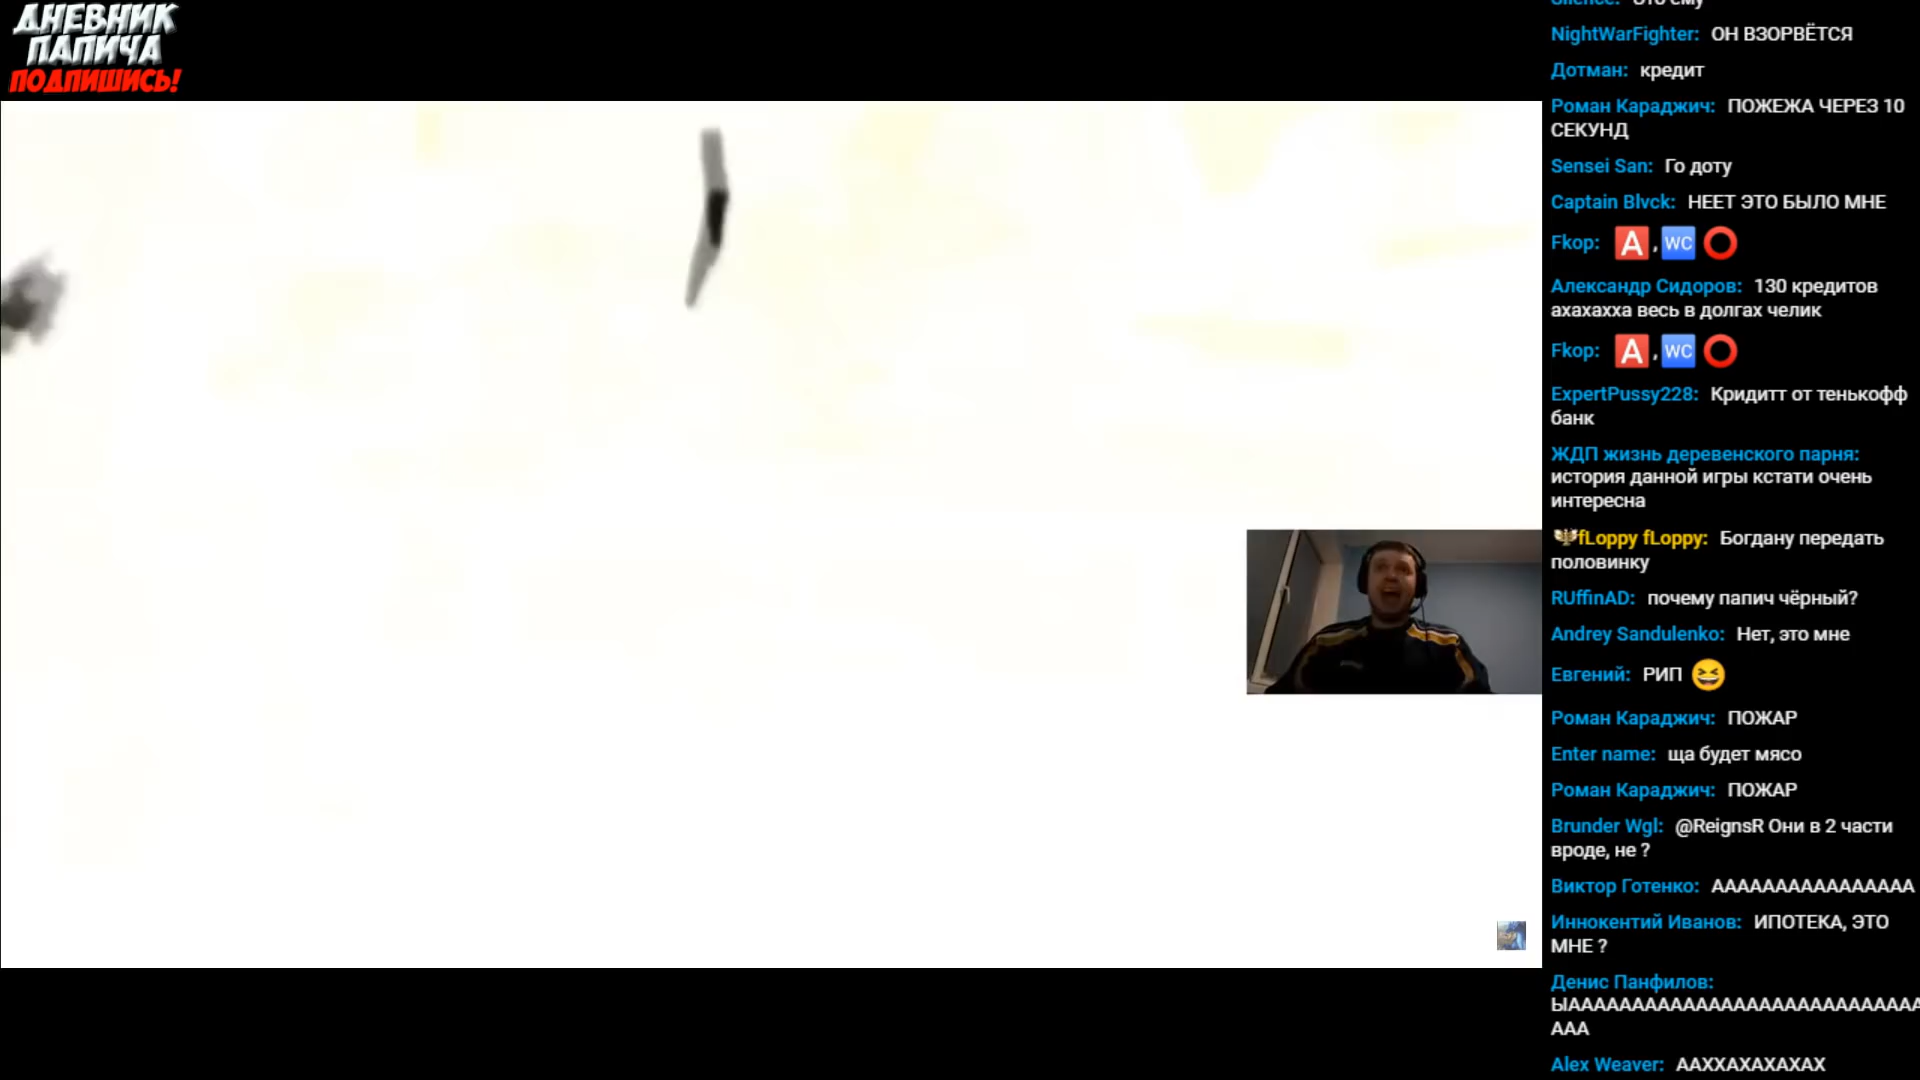 ДНЕВНИК
ПАПИЧА
ПОДПИШИСЬ!
NightWarFighter: ОН ВЗОРВЁТСЯ
Дотман: кредит
Роман Караджич: ПОЖЕЖА ЧЕРЕЗ 10
СЕКУНД
Sensei San: Го доту
Captain Blvck: НЕЕТ ЭТО БЫЛО МНЕ
Fkop: 🅰️,🚾⭕
Александр Сидоров: 130 кредитов
ахахахха весь в долгах челик
Fkop: 🅰️,🚾⭕
ExpertPussy228: Кридитт от тенькофф
банк
ЖДП жизнь деревенского парня:
история данной игры кстати очень
интересна
fLoppy fLoppy: Богдану передать
половинку
RUffinAD: почему папич чёрный?
Andrey Sandulenko: Нет, это мне
Евгений: РИП 😆
Роман Караджич: ПОЖАР
Enter name: ща будет мясо
Роман Караджич: ПОЖАР
Brunder Wgl: @ReignsR Они в 2 части
вроде, не ?
Виктор Готенко: АААААААААААААААА
Иннокентий Иванов: ИПОТЕКА, ЭТО
МНЕ ?
Денис Панфилов:
ЫААААААААААААААААААААААААААА
ААА
Alex Weaver: ААХХАХАХАХАХ